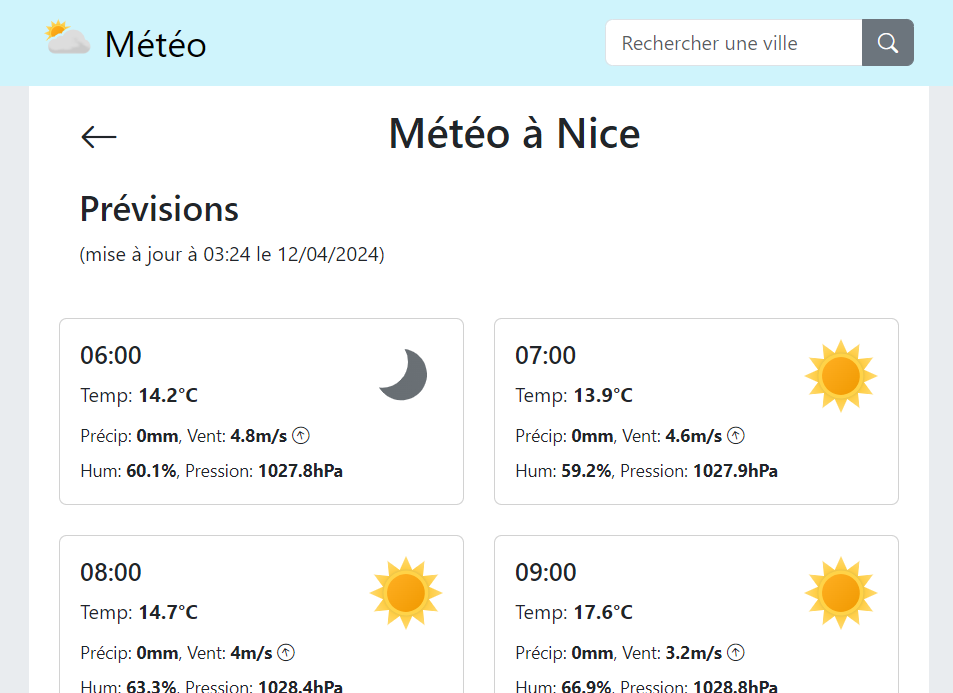 Météo
Rechercher une ville
Météo à Nice
Prévisions
(mise à jour à 03:24 le 12/04/2024)
06:00
Temp: 14.2°C
Précip: 0mm, Vent: 4.8m/s
Hum: 60.1%, Pression: 1027.8hPa
07:00
Temp: 13.9°C
Précip: 0mm, Vent: 4.6m/s
Hum: 59.2%, Pression: 1027.9hPa
08:00
Temp: 14.7°C
Précip: 0mm, Vent: 4m/s
Hum: 63.3%, Pression: 1028.4hPa
09:00
Temp: 17.6°C
Précip: 0mm, Vent: 3.2m/s
Hum: 66.9%, Pression: 1028.8hPa